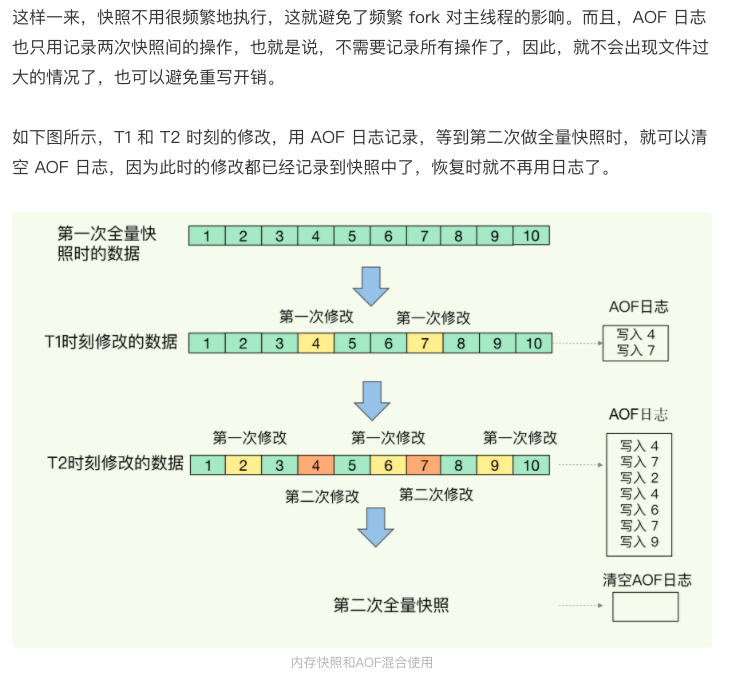 这样一来，快照不用很频繁地执行，这就避免了频繁 fork 对主线程的影响。而且，AOF 日志
也只用记录两次快照间的操作，也就是说，不需要记录所有操作了，因此，就不会出现文件过
大的情况了，也可以避免重写开销。
如下图所示，T1 和 T2 时刻的修改，用 AOF 日志记录，等到第二次做全量快照时，就可以清
空 AOF 日志，因为此时的修改都已经记录到快照中了，恢复时就不再用日志了。
第一次全量快
照时的数据
1 2 3 4 5 6 7 8 9 10
第一次修改 第一次修改
AOF日志
T1时刻修改的数据
1 2 3 4 5 6 7 8 9 10
写入 4
写入 7
AOF日志
第一次修改 第一次修改 第一次修改
T2时刻修改的数据
1 2 3 4 5 6 7 8 9 10
第二次修改 第二次修改
写入 4
写入 7
写入 2
写入 4
写入 6
写入 7
写入 9
清空AOF日志
第二次全量快照
内存快照和AOF混合使用